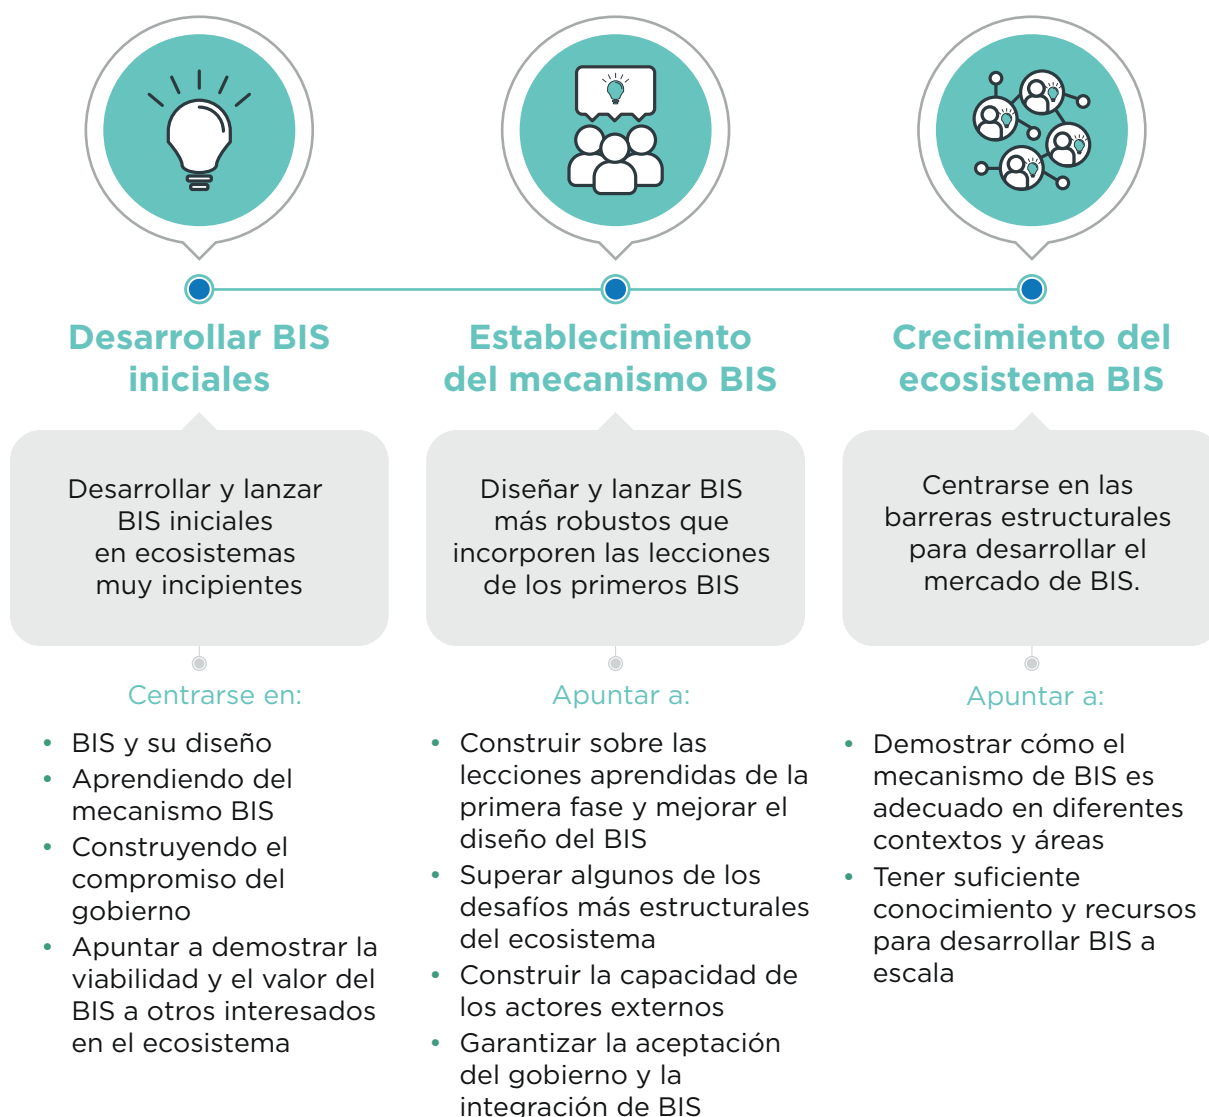 Desarrollar BIS
iniciales
Desarrollar y lanzar
BIS iniciales
en ecosistemas
muy incipientes
Centrarse en:
• BIS y su diseño
• Aprendiendo del
mecanismo BIS
• Construyendo el
compromiso del
gobierno
• Apuntar a demostrar la
viabilidad y el valor del
BIS a otros interesados
en el ecosistema
Establecimiento
del mecanismo BIS
Diseñar y lanzar BIS
más robustos que
incorporen las lecciones
de los primeros BIS
Apuntar a:
• Construir sobre las
lecciones aprendidas de la
primera fase y mejorar el
diseño del BIS
• Superar algunos de los
desafíos más estructurales
del ecosistema
• Construir la capacidad de
los actores externos
• Garantizar la aceptación
del gobierno y la
integración de BIS
Crecimiento del
ecosistema BIS
Centrarse en las
barreras estructurales
para desarrollar el
mercado de BIS.
Apuntar a:
• Demostrar cómo el
mecanismo de BIS es
adecuado en diferentes
contextos y áreas
• Tener suficiente
conocimiento y recursos
para desarrollar BIS a
escala